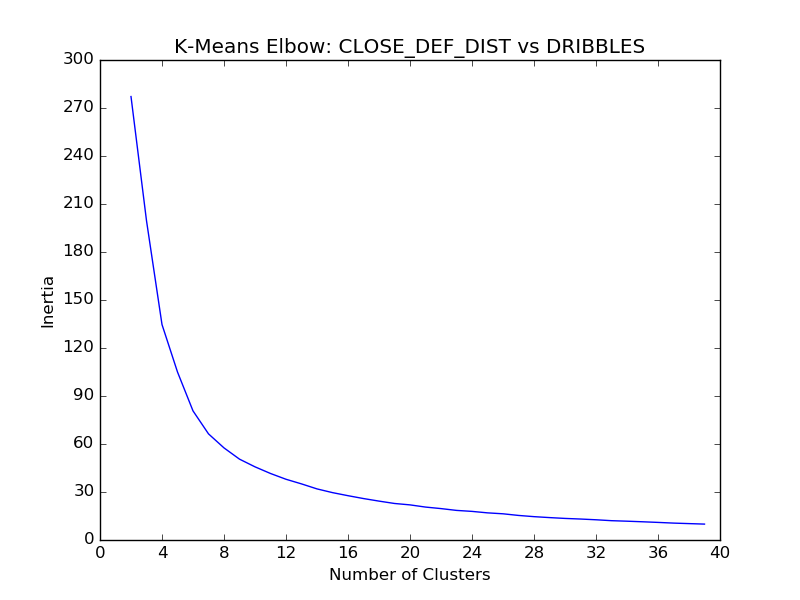 K-Means Elbow: CLOSE_DEF_DIST vs DRIBBLES
300
270
240
210
180
150
120
90
60
30
0
Inertia
0 4 8 12 16 20 24 28 32 36 40
Number of Clusters